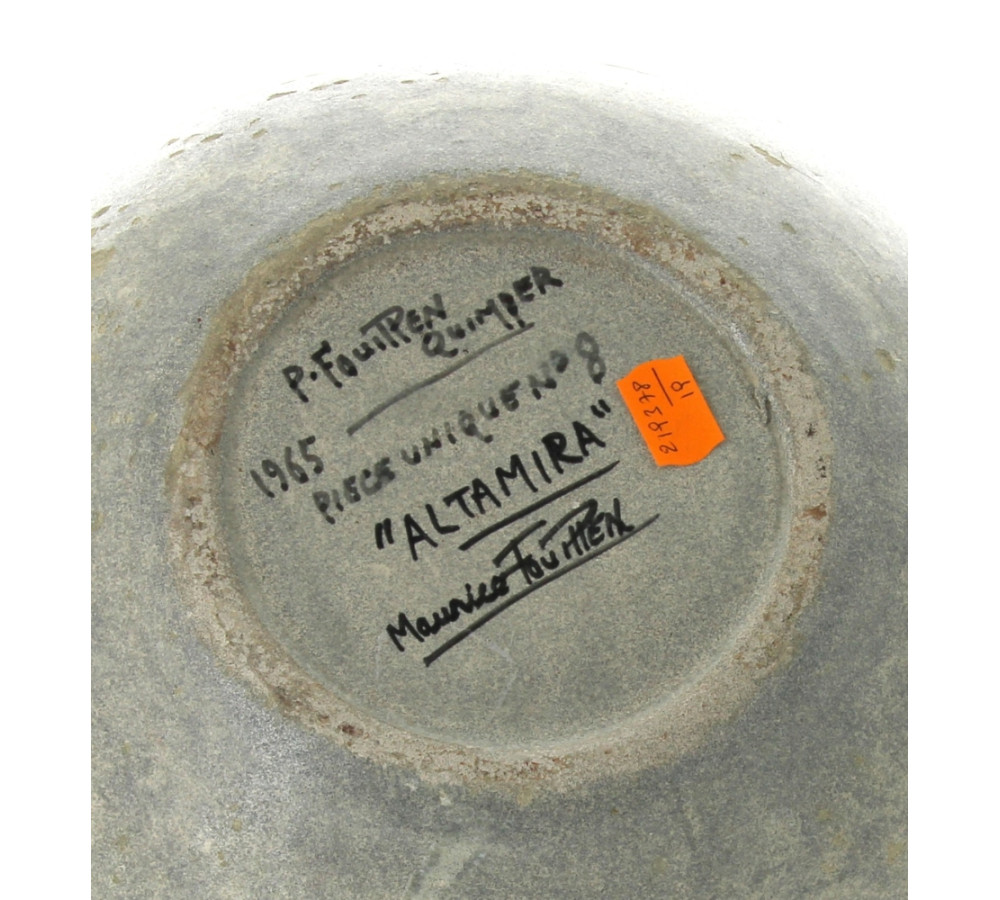 P. FOUILLEN
QUIMPER
1965
PIECE UNIQUE N° 8
"ALTAMIRA"
Maurice FOUILLEN
219378
19